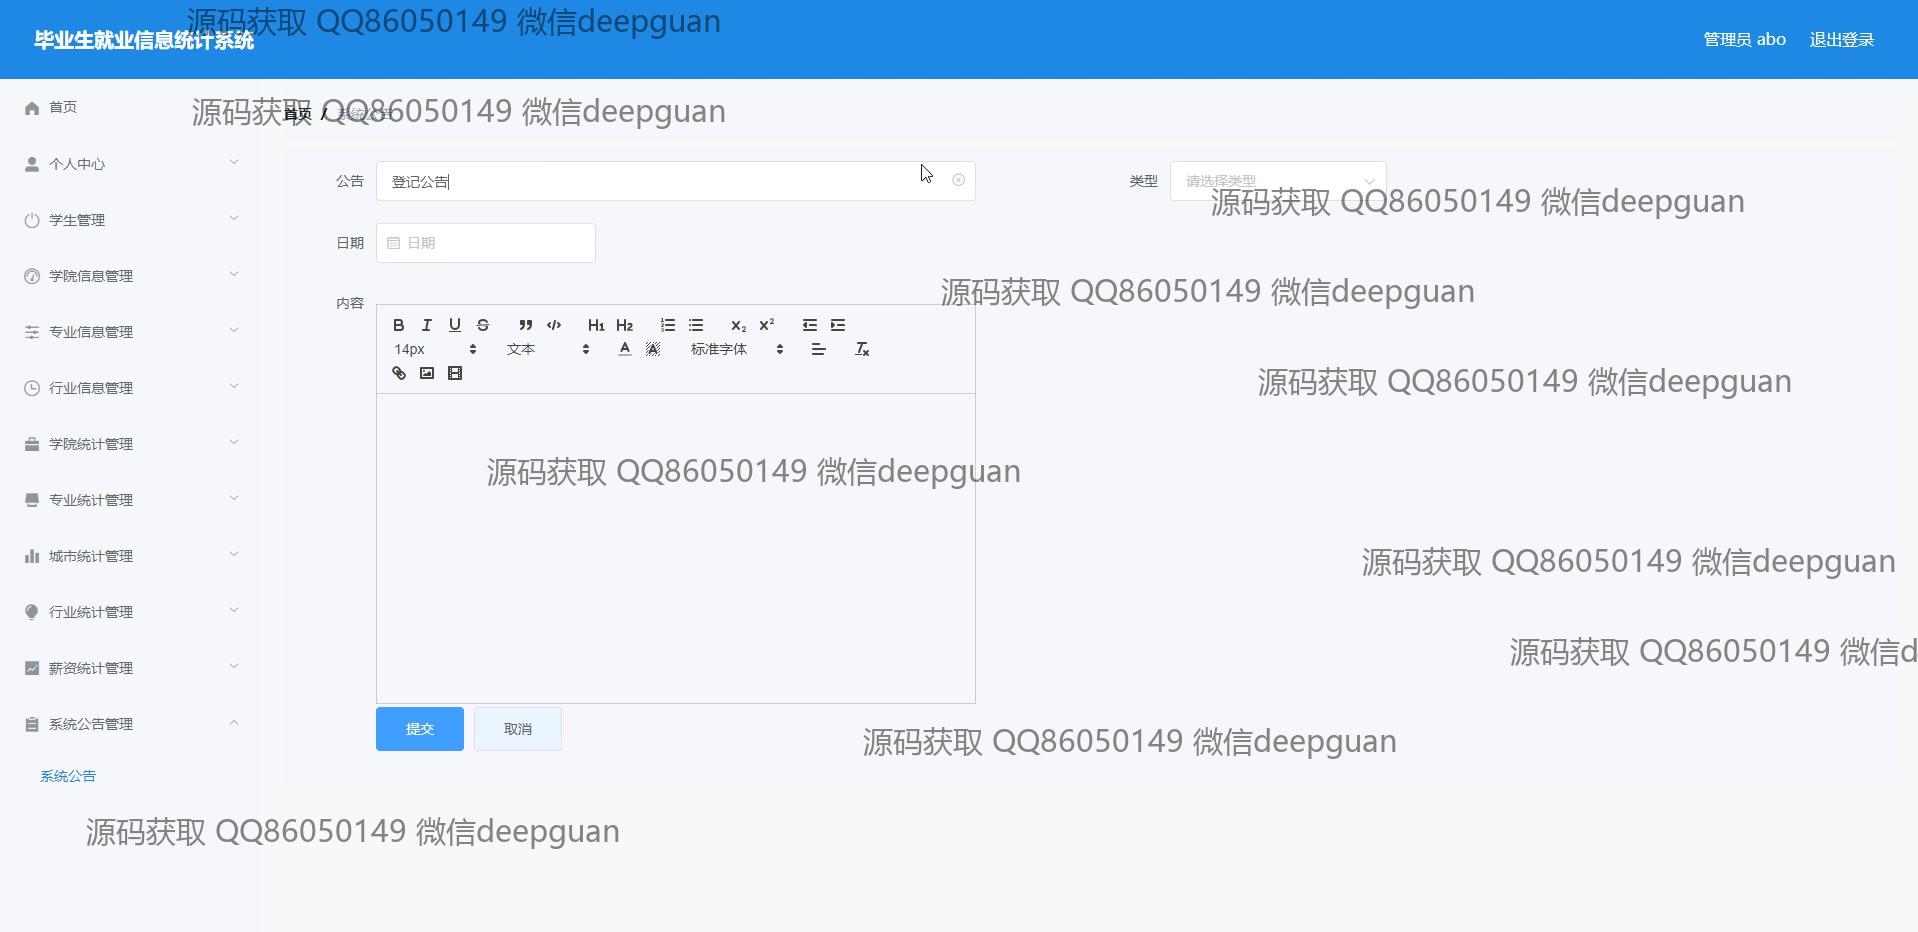 源码获取 QQ86050149 微信deepguan
毕业生就业信息统计系统
管理员 abo
退出登录
首页
源码获取 QQ86050149 微信deepguan
首页 / 系统公告
个人中心
公告
登记公告
类型
请选择类型
源码获取 QQ86050149 微信deepguan
学生管理
日期
日期
学院信息管理
源码获取 QQ86050149 微信deepguan
内容
专业信息管理
B I U S H1 H2 x2 x2
14px
文本
A A
标准字体
Tx
行业信息管理
源码获取 QQ86050149 微信deepguan
学院统计管理
源码获取 QQ86050149 微信deepguan
专业统计管理
城市统计管理
源码获取 QQ86050149 微信deepguan
行业统计管理
薪资统计管理
源码获取 QQ86050149 微信d
系统公告管理
提交
取消
源码获取 QQ86050149 微信deepguan
系统公告
源码获取 QQ86050149 微信deepguan